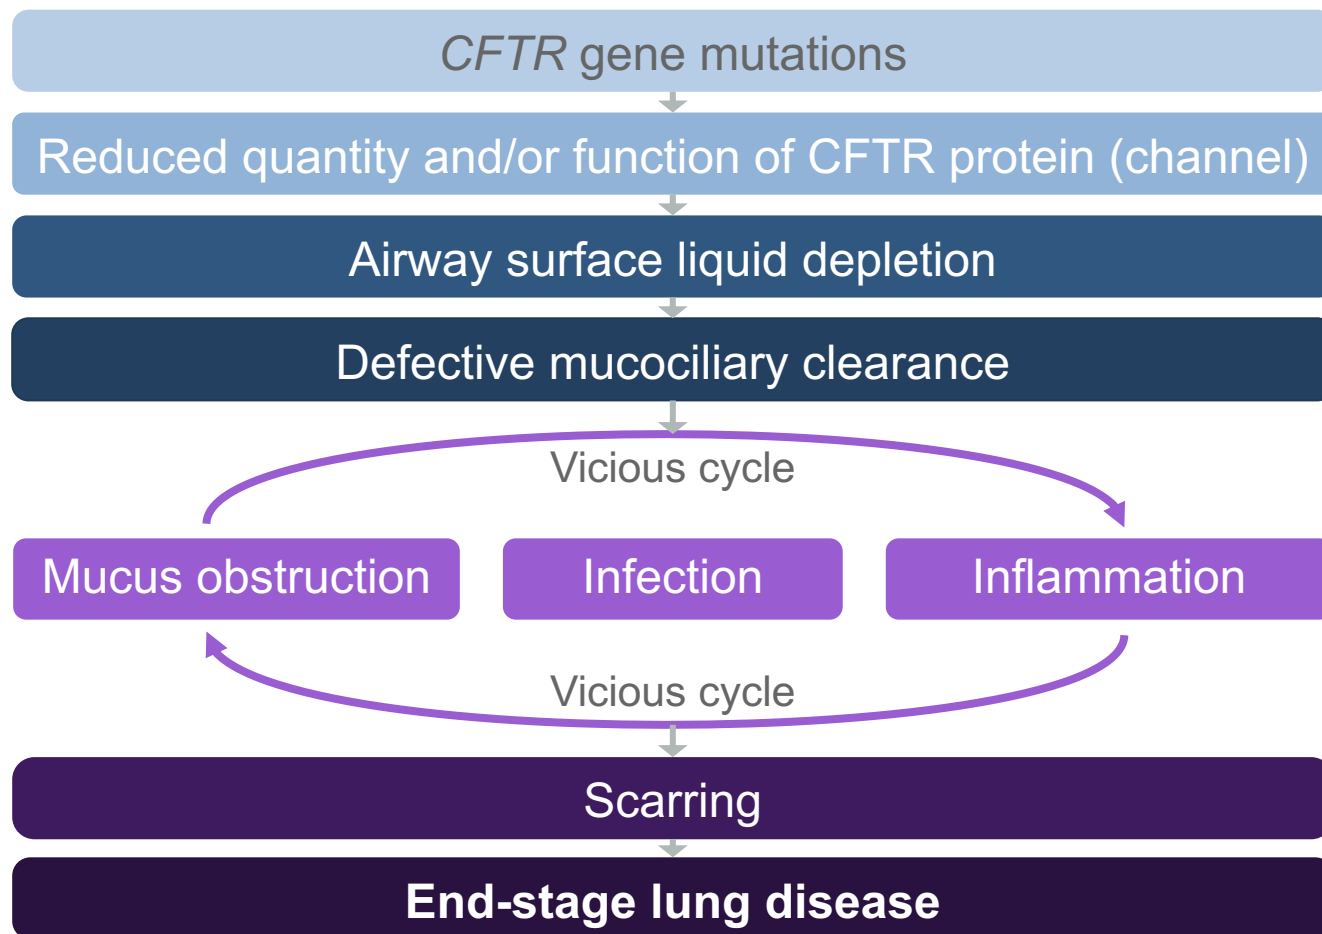 CFTR gene mutations
Reduced quantity and/or function of CFTR protein (channel)
Airway surface liquid depletion
Defective mucociliary clearance
Vicious cycle
Mucus obstruction
Infection
Inflammation
Vicious cycle
Scarring
End-stage lung disease